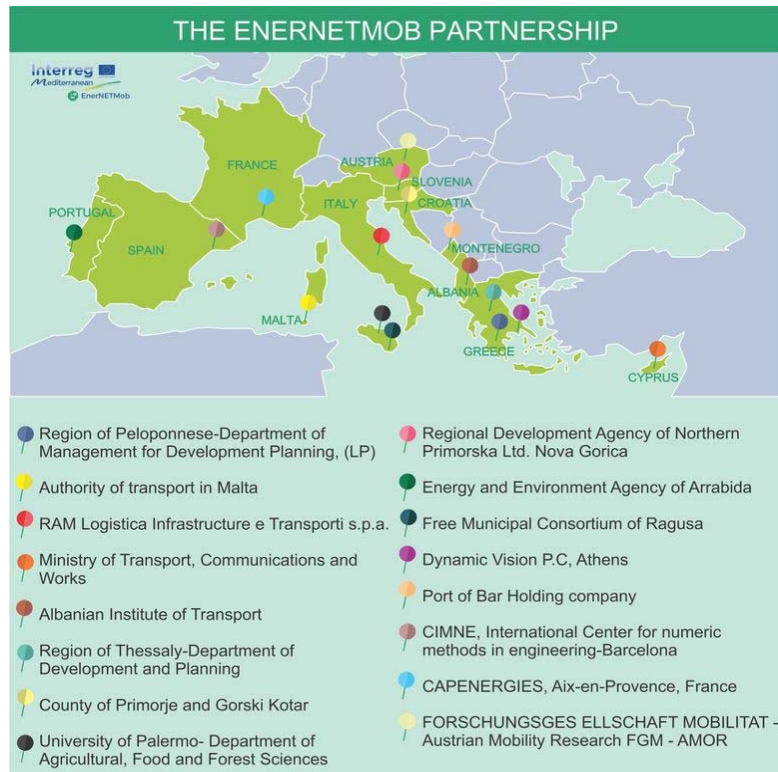 THE ENERNETMOB PARTNERSHIP
Interreg
Mediterranean
EnerNETMob
FRANCE
AUSTRIA
SLOVENIA
ITALY
CROATIA
PORTUGAL
SPAIN
MONTENEGRO
ALBANIA
MALTA
GREECE
CYPRUS
Region of Peloponnese-Department of
Management for Development Planning, (LP)
Authority of transport in Malta
RAM Logistica Infrastructure e Transporti s.p.a.
Ministry of Transport, Communications and
Works
Albanian Institute of Transport
Region of Thessaly-Department of
Development and Planning
County of Primorje and Gorski Kotar
University of Palermo- Department of
Agricultural, Food and Forest Sciences
Regional Development Agency of Northern
Primorska Ltd. Nova Gorica
Energy and Environment Agency of Arrabida
Free Municipal Consortium of Ragusa
Dynamic Vision P.C, Athens
Port of Bar Holding company
CIMNE, International Center for numeric
methods in engineering-Barcelona
CAPENERGIES, Aix-en-Provence, France
FORSCHUNGSGES ELLSCHAFT MOBILITAT -
Austrian Mobility Research FGM - AMOR